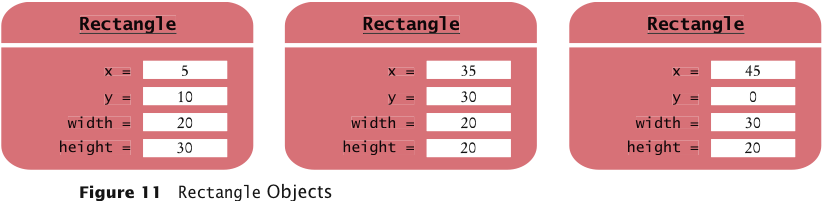 Rectangle
x = 5
y = 10
width = 20
height = 30
Rectangle
x = 35
y = 30
width = 20
height = 20
Rectangle
x = 45
y = 0
width = 30
height = 20
Figure 11 Rectangle Objects